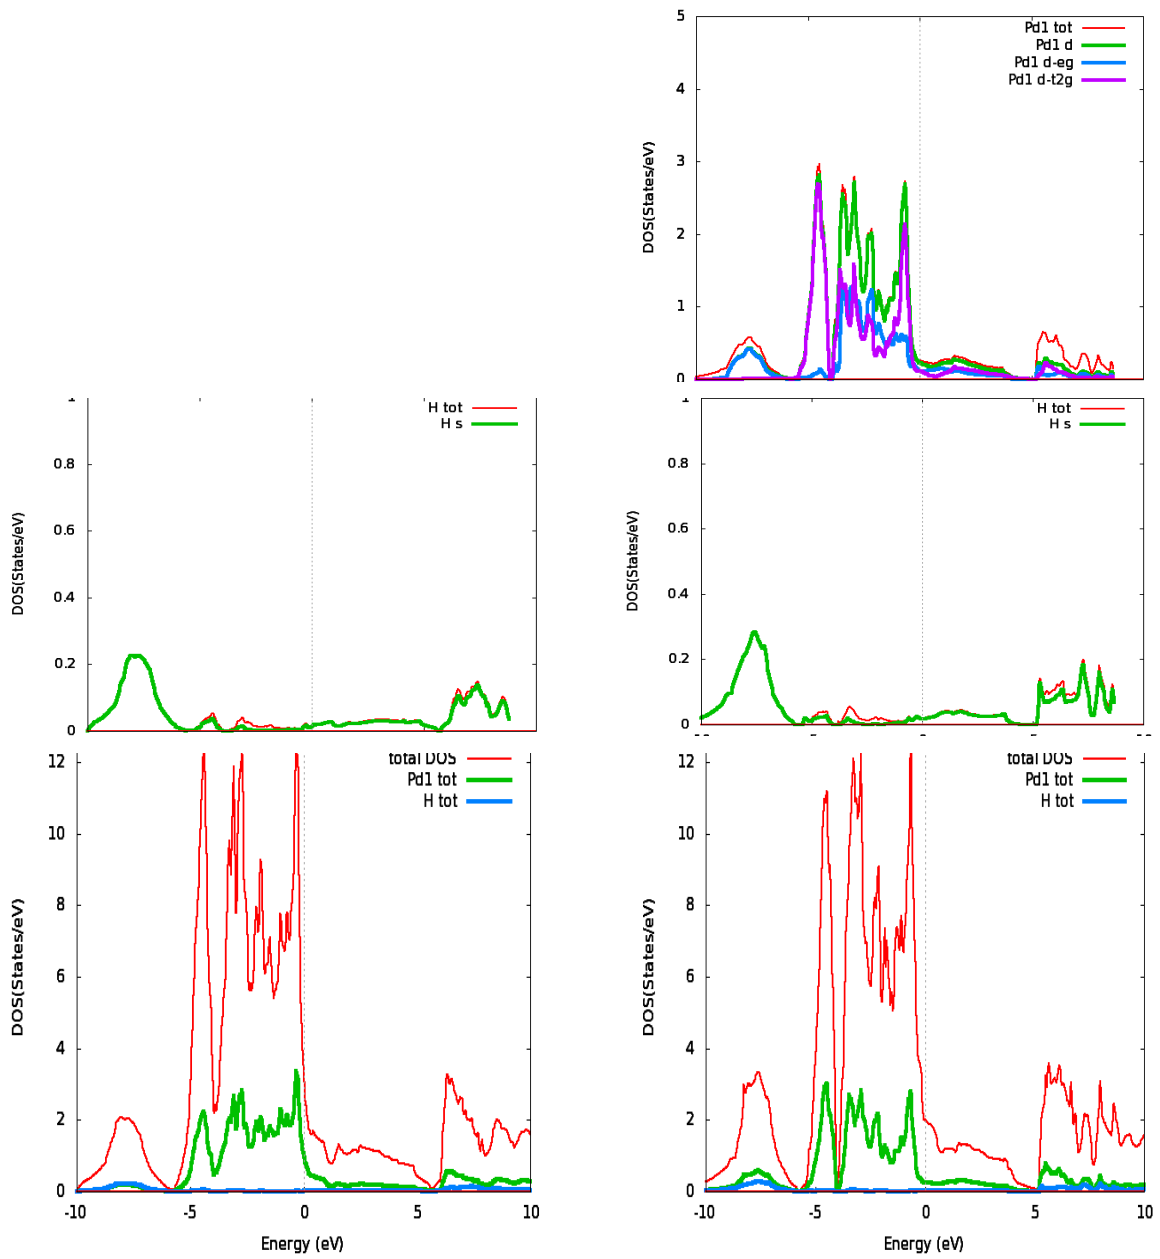 5
4
3
2
1
0
DOS(States/eV)
Pd1 tot
Pd1 d
Pd1 d-eg
Pd1 d-t2g
0.8
0.6
0.4
0.2
0
DOS(States/eV)
H tot
H s
0.8
0.6
0.4
0.2
0
DOS(States/eV)
H tot
H s
12
10
8
6
4
2
0
DOS(States/eV)
total DOS
Pd1 tot
H tot
-10
-5
0
5
10
Energy (eV)
12
10
8
6
4
2
0
DOS(States/eV)
total DOS
Pd1 tot
H tot
-10
-5
0
5
10
Energy (eV)